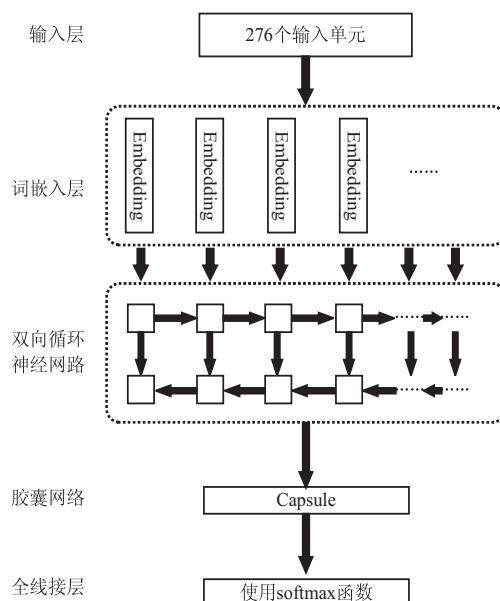 输入层
276个输入单元
词嵌入层
Embedding
Embedding
Embedding
Embedding
……
双向循环
神经网路
胶囊网络
Capsule
全线接层
使用softmax函数